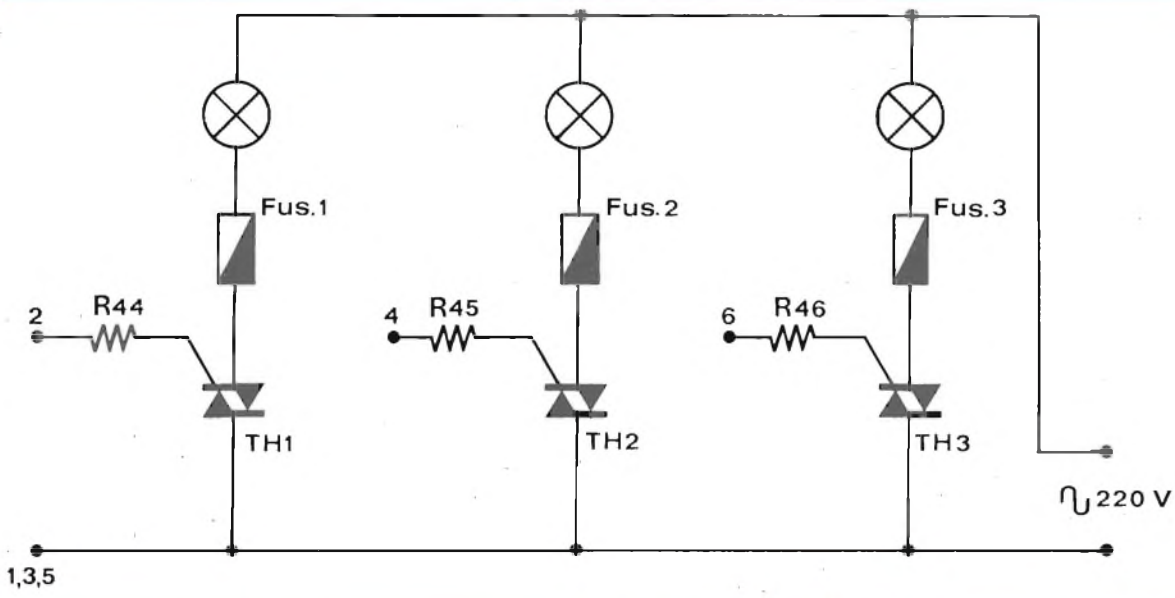 Fus.1
Fus.2
Fus.3
2
R44
4
R45
6
R46
TH1
TH2
TH3
220 V
1,3,5